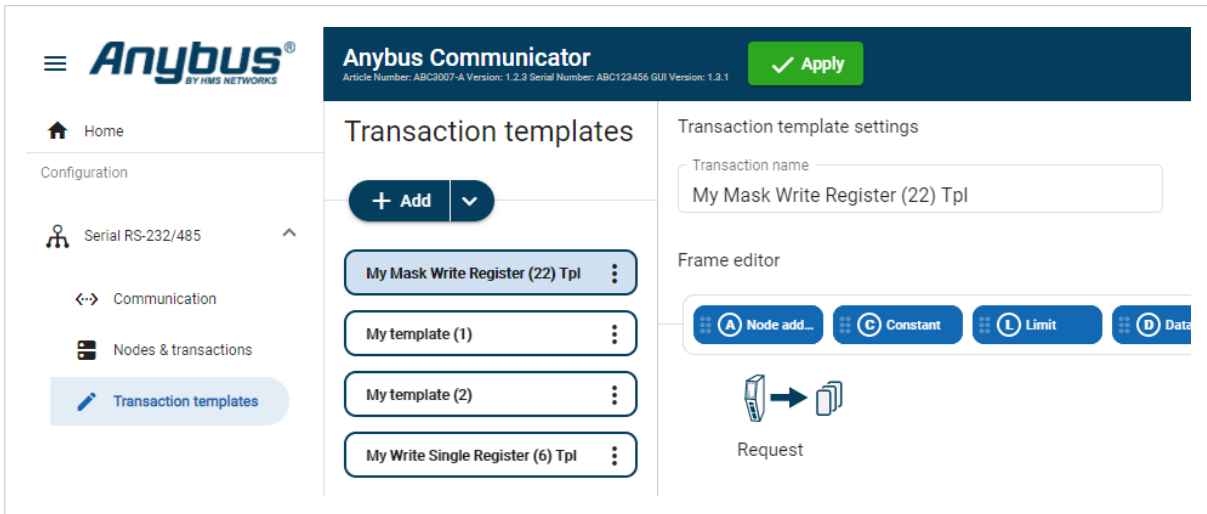 Anybus®
BY HMS NETWORKS
Home
Configuration
Serial RS-232/485
Communication
Nodes & transactions
Transaction templates
Anybus Communicator
Article Number: ABC3007-A Version: 1.2.3 Serial Number: ABC123456 GUI Version: 1.3.1
Apply
Transaction templates
+ Add
My Mask Write Register (22) Tpl
My template (1)
My template (2)
My Write Single Register (6) Tpl
Transaction template settings
Transaction name
My Mask Write Register (22) Tpl
Frame editor
A Node add... C Constant L Limit D Data
Request